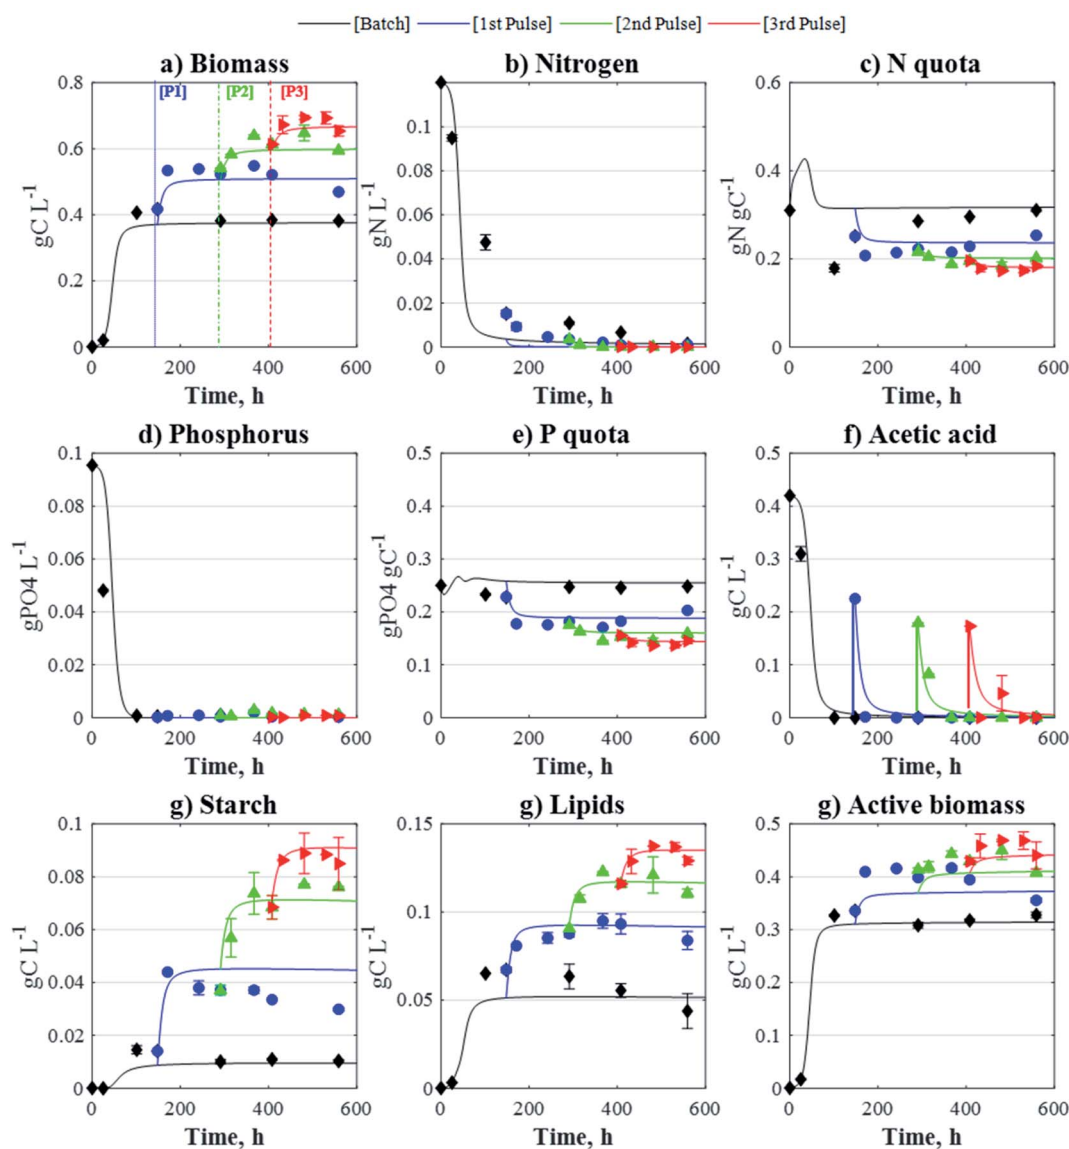 [Batch] [1st Pulse] [2nd Pulse] [3rd Pulse]
a) Biomass b) Nitrogen c) N quota
[P1] [P2] [P3]
gC L-1
0.8
0.6
0.4
0.2
0
0 200 400 600
Time, h
gN L-1
0.1
0.08
0.06
0.04
0.02
0
0 200 400 600
Time, h
gN gC-1
0.6
0.4
0.2
0
0 200 400 600
Time, h
d) Phosphorus e) P quota f) Acetic acid
gPO4 L-1
0.1
0.08
0.06
0.04
0.02
0
0 200 400 600
Time, h
gPO4 gC-1
0.5
0.4
0.3
0.2
0.1
0
0 200 400 600
Time, h
gC L-1
0.5
0.4
0.3
0.2
0.1
0
0 200 400 600
Time, h
g) Starch g) Lipids g) Active biomass
gC L-1
0.1
0.08
0.06
0.04
0.02
0
0 200 400 600
Time, h
gC L-1
0.15
0.1
0.05
0
0 200 400 600
Time, h
gC L-1
0.5
0.4
0.3
0.2
0.1
0
0 200 400 600
Time, h